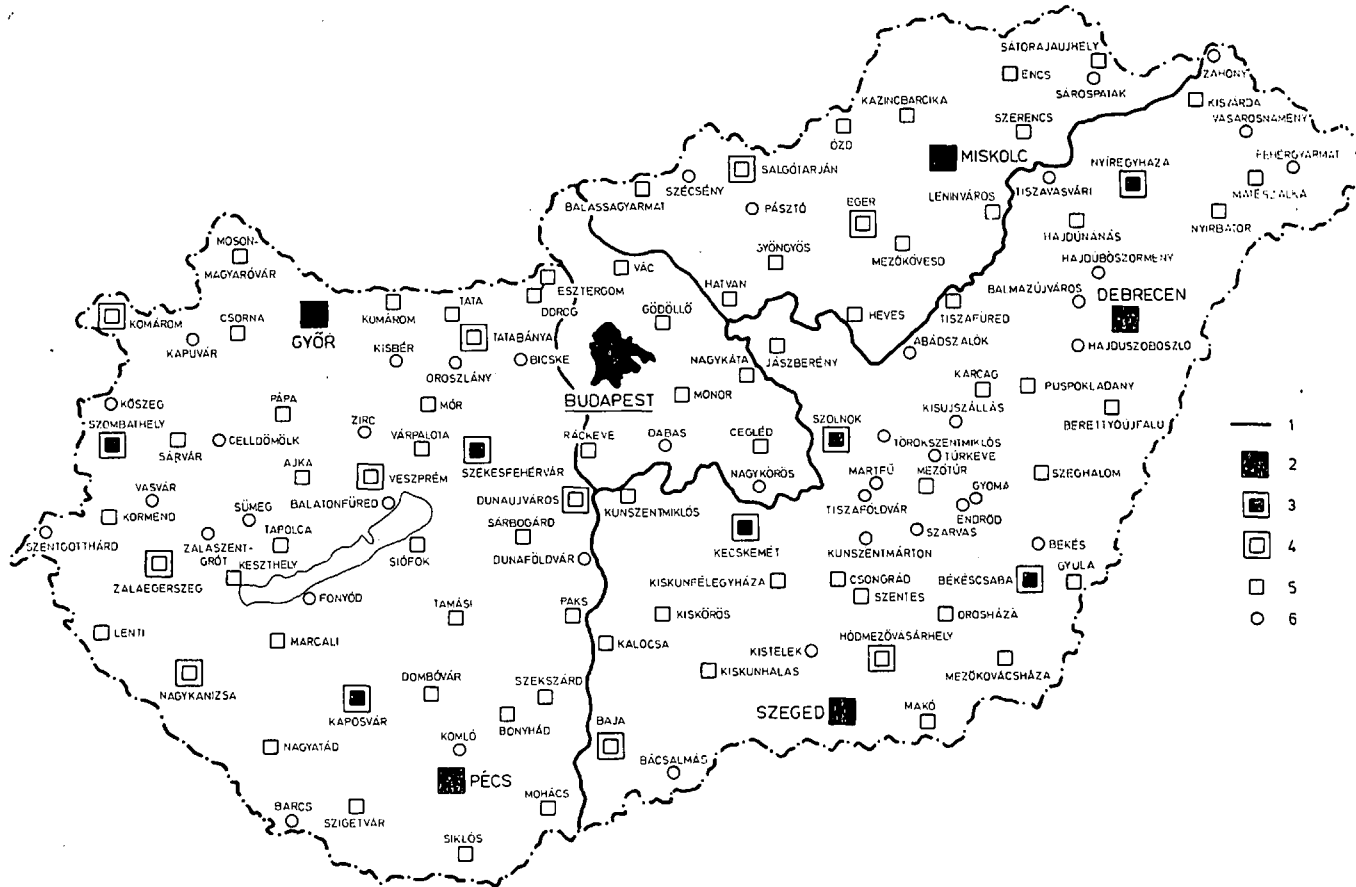 SÁTORAJAUJHELY
ZÁHONY
ENCS
SÁROSPATAK
KAZINCBARCIKA
KISVÁRDA
SZERENCS
VÁSÁROSNAMÉNY
ÓZD
MISKOLC
NYÍREGYHÁZA
FEHÉRGYARMAT
SALGÓTARJÁN
SZÉCSÉNY
TISZAVASVÁRI
MÁTÉSZALKA
BALASSAGYARMAT
PÁSZTÓ
EGER
LENINVÁROS
HAJDÚNÁNÁS
NYÍRBÁTOR
MOSON-
MAGYARÓVÁR
GYÖNGYÖS
MEZŐKÖVESD
HAJDÚBÖSZÖRMÉNY
VÁC
ESZTERGOM
HATVAN
BALMAZÚJVÁROS
DEBRECEN
DOROG
GÖDÖLLŐ
KOMÁROM
CSORNA
GYŐR
KOMÁROM
TATA
TATABÁNYA
HEVES
TISZAFÜRED
KAPUVÁR
KISBÉR
OROSZLÁNY
BICSKE
JÁSZBERÉNY
ABÁDSZALÓK
HAJDUSZOBOSZLÓ
NAGYKÁTA
KARCAG
PÜSPÖKLADÁNY
BUDAPEST
MONOR
KŐSZEG
PÁPA
MÓR
KISUJSZÁLLÁS
BERETTYÓÚJFALU
1
SZOMBATHELY
SÁRVÁR
CELLDÖMÖLK
ZIRC
VÁRPALOTA
RÁCKEVE
DABAS
CEGLÉD
SZOLNOK
TÖRÖKSZENTMIKLÓS
TÚRKEVE
2
SZÉKESFEHÉRVÁR
AJKA
VESZPRÉM
NAGYKŐRÖS
MARTFŰ
MEZŐTÚR
SZEGHALOM
VASVÁR
SÜMEG
BALATONFÜRED
DUNAUJVÁROS
KUNSZENTMIKLÓS
TISZAFÖLDVÁR
GYOMA
ENDRŐD
3
KÖRMEND
SZENTGOTTHÁRD
ZALASZENT-
GRÓT
TAPOLCA
SÁRBOGÁRD
KECSKEMÉT
KUNSZENTMÁRTON
SZARVAS
BÉKÉS
4
ZALAEGERSZEG
KESZTHELY
SIÓFOK
DUNAFÖLDVÁR
KISKUNFÉLEGYHÁZA
CSONGRÁD
SZENTES
BÉKÉSCSABA
GYULA
5
FONYÓD
TAMÁSI
PAKS
KISKŐRÖS
OROSHÁZA
6
LENTI
MARCALI
KALOCSA
KISTELEK
HÓDMEZŐVÁSÁRHELY
NAGYKANIZSA
DOMBÓVÁR
SZEKSZÁRD
KISKUNHALAS
MEZŐKOVÁCSHÁZA
KAPOSVÁR
BONYHÁD
BAJA
SZEGED
MAKÓ
NAGYATÁD
KOMLÓ
BÁCSALMÁS
PÉCS
BARCS
SZIGETVÁR
MOHÁCS
SIKLÓS